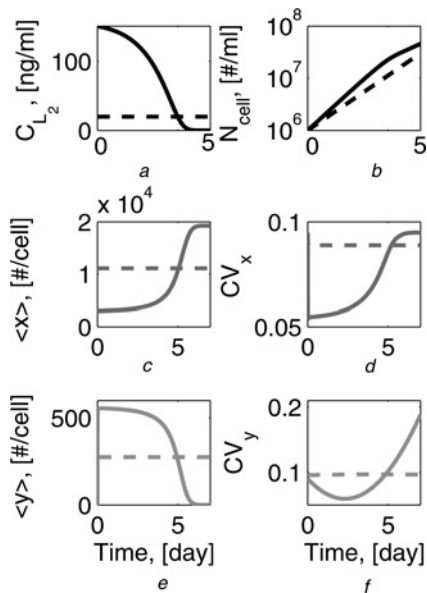 C_L2, [ng/ml]
150
0
0
5
a
N_cell, [#/ml]
10^8
10^7
10^6
0
5
b
<x>, [#/cell]
x 10^4
2
1
0
0
5
c
CV_x
0.1
0.05
0
5
d
<y>, [#/cell]
500
0
0
5
Time, [day]
e
CV_y
0.2
0.1
0
5
Time, [day]
f